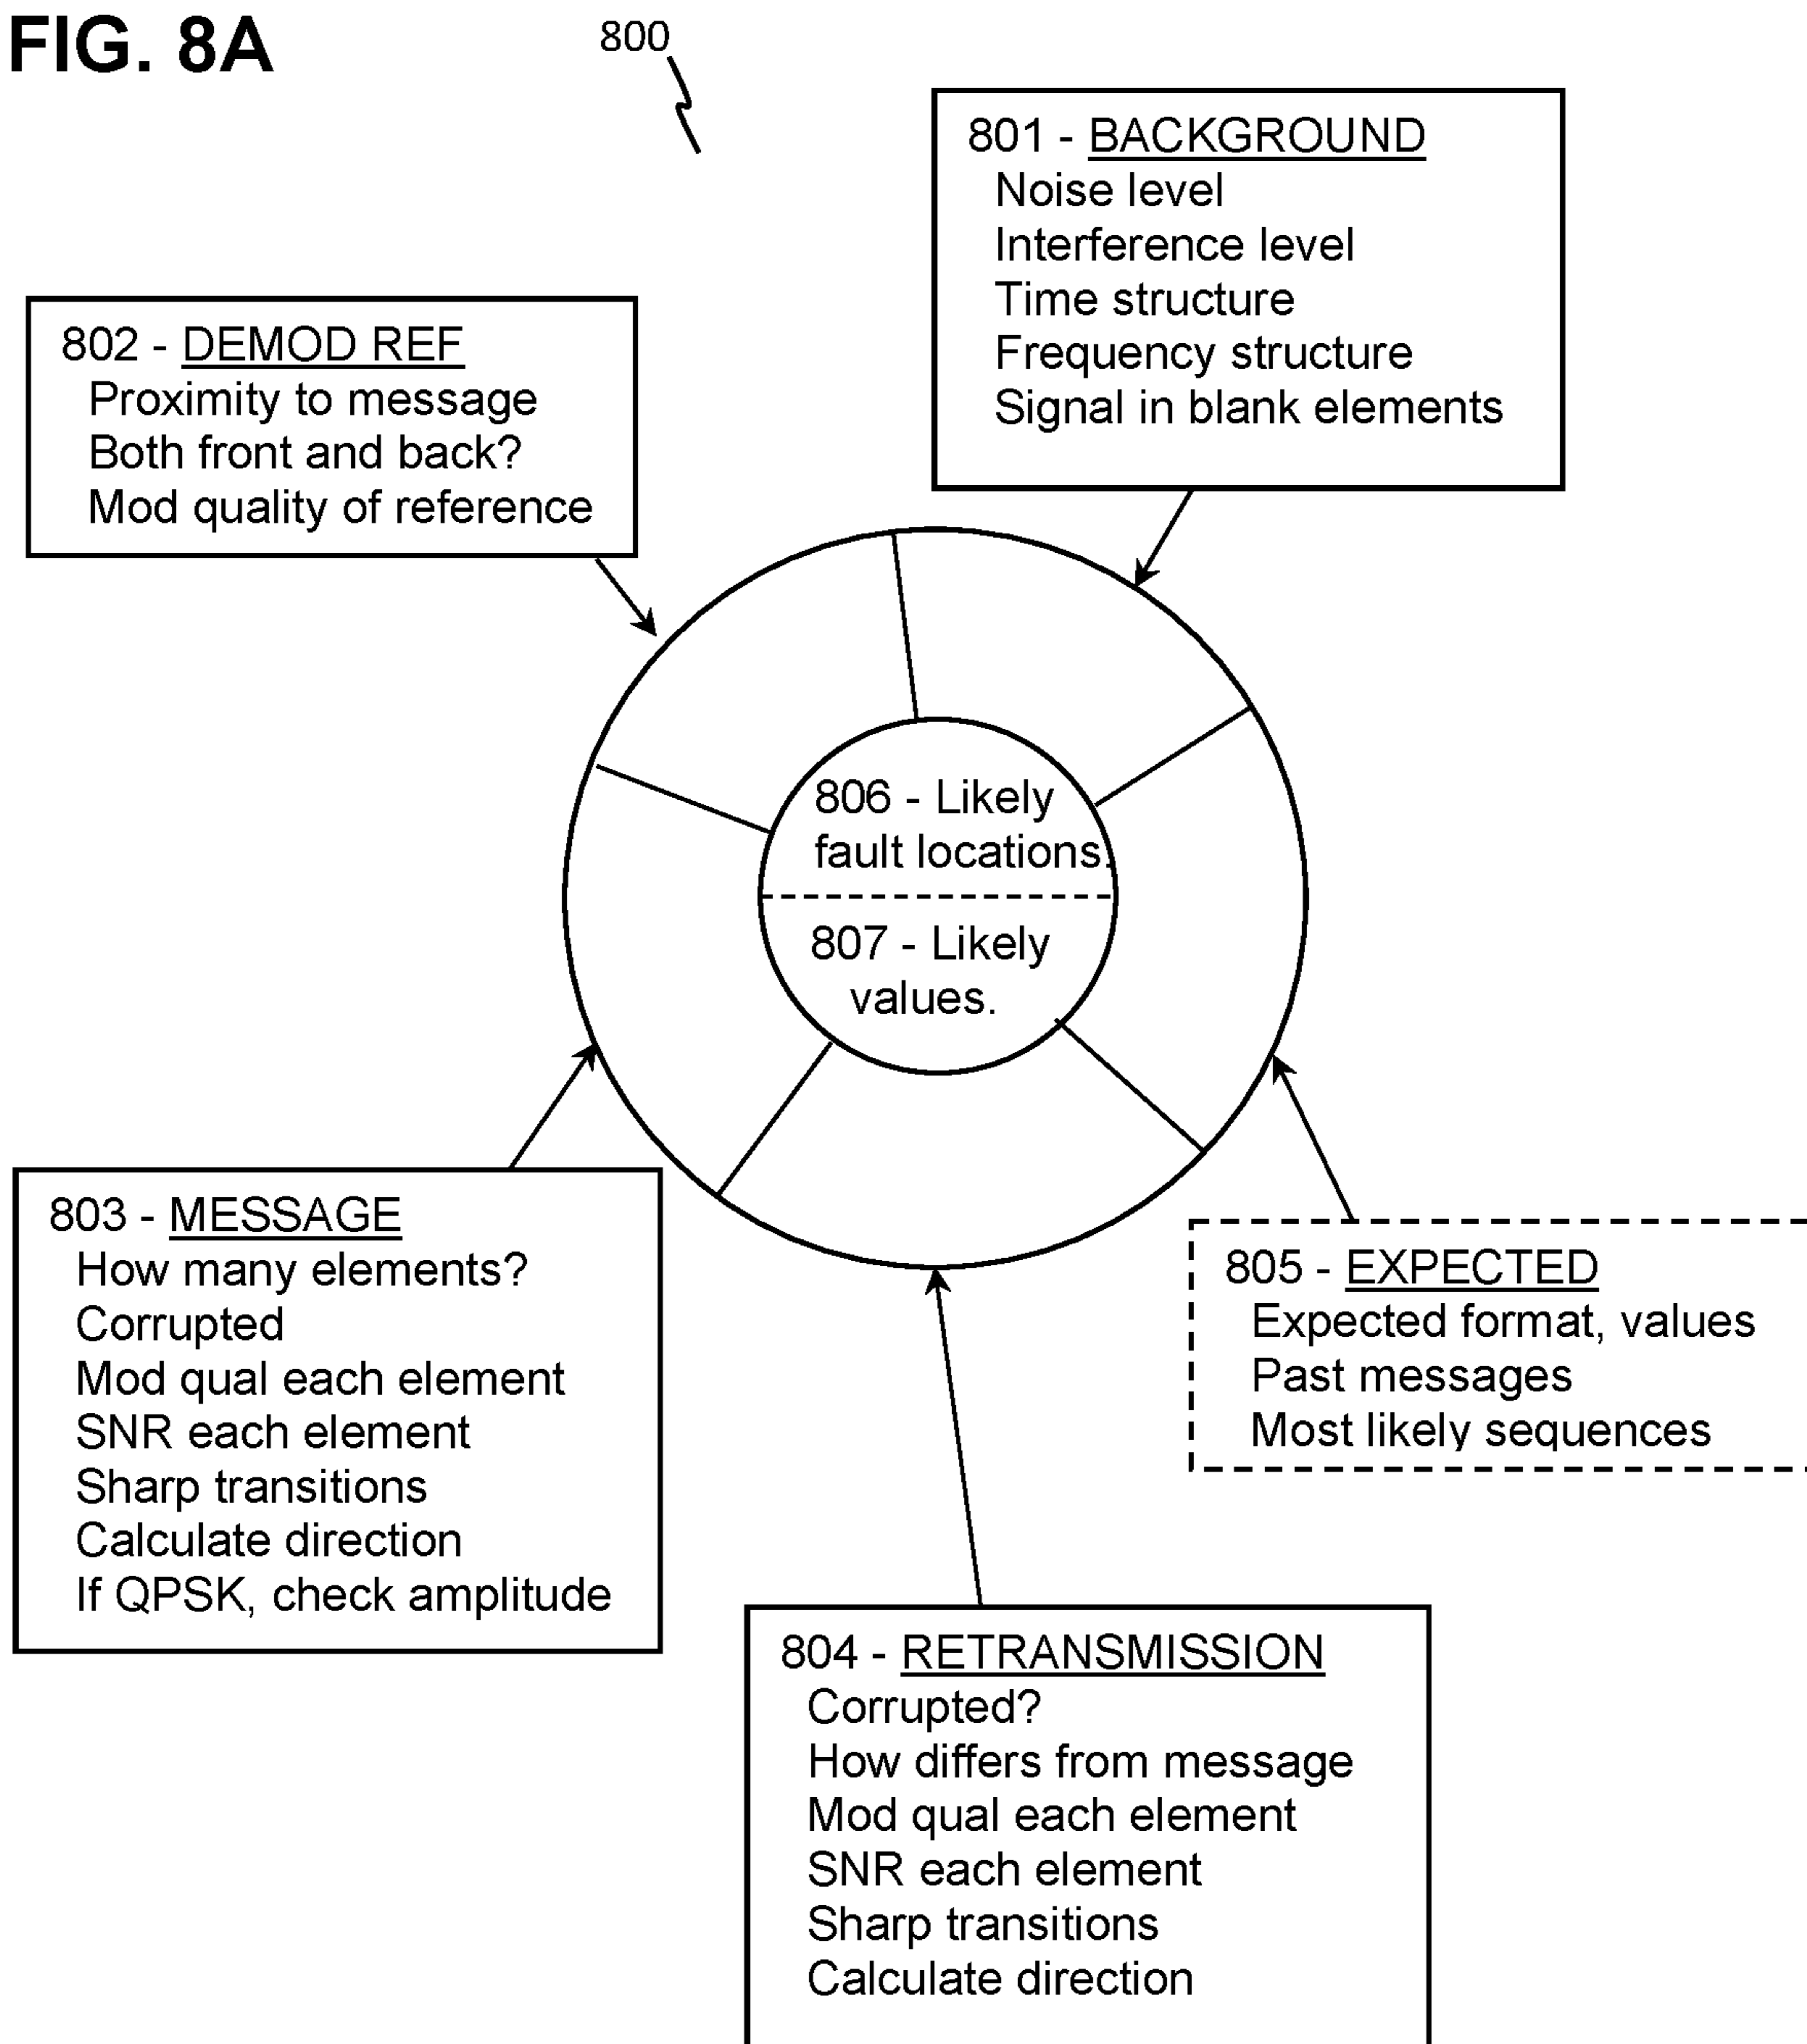 FIG. 8A
800
801 - BACKGROUND
Noise level
Interference level
Time structure
Frequency structure
Signal in blank elements
802 - DEMOD REF
Proximity to message
Both front and back?
Mod quality of reference
806 - Likely
fault locations.
807 - Likely
values.
803 - MESSAGE
How many elements?
Corrupted
Mod qual each element
SNR each element
Sharp transitions
Calculate direction
If QPSK, check amplitude
805 - EXPECTED
Expected format, values
Past messages
Most likely sequences
804 - RETRANSMISSION
Corrupted?
How differs from message
Mod qual each element
SNR each element
Sharp transitions
Calculate direction